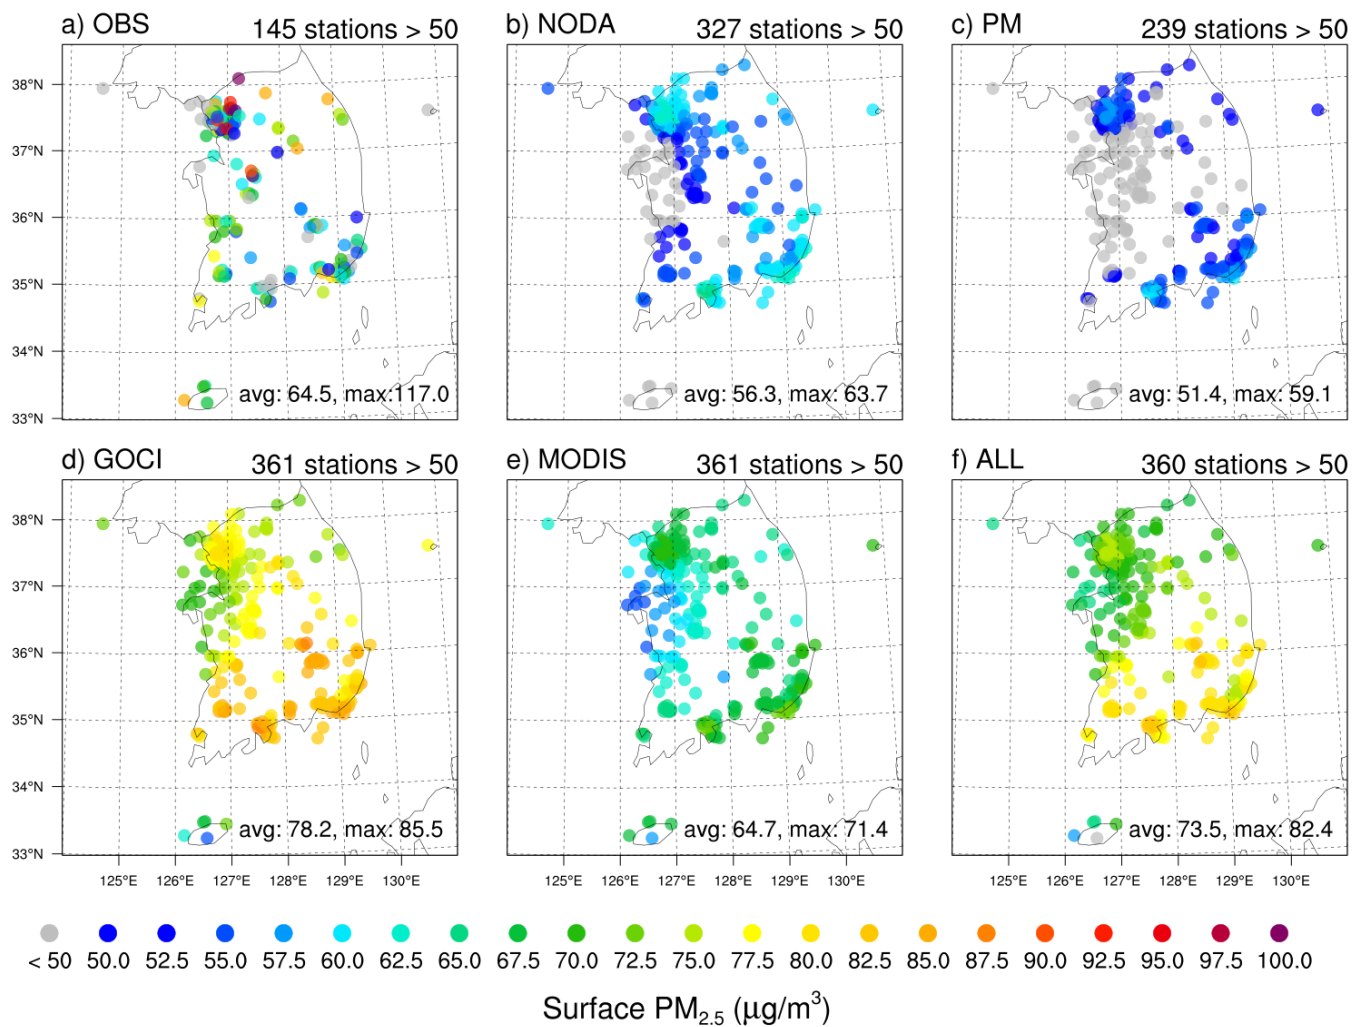 a) OBS 145 stations > 50
b) NODA 327 stations > 50
c) PM 239 stations > 50
38°N
37°N
36°N
35°N
34°N
33°N
avg: 64.5, max:117.0
avg: 56.3, max: 63.7
avg: 51.4, max: 59.1
d) GOCI 361 stations > 50
e) MODIS 361 stations > 50
f) ALL 360 stations > 50
38°N
37°N
36°N
35°N
34°N
33°N
avg: 78.2, max: 85.5
avg: 64.7, max: 71.4
avg: 73.5, max: 82.4
125°E 126°E 127°E 128°E 129°E 130°E
125°E 126°E 127°E 128°E 129°E 130°E
125°E 126°E 127°E 128°E 129°E 130°E
< 50 50.0 52.5 55.0 57.5 60.0 62.5 65.0 67.5 70.0 72.5 75.0 77.5 80.0 82.5 85.0 87.5 90.0 92.5 95.0 97.5 100.0
Surface PM2.5 (μg/m³)